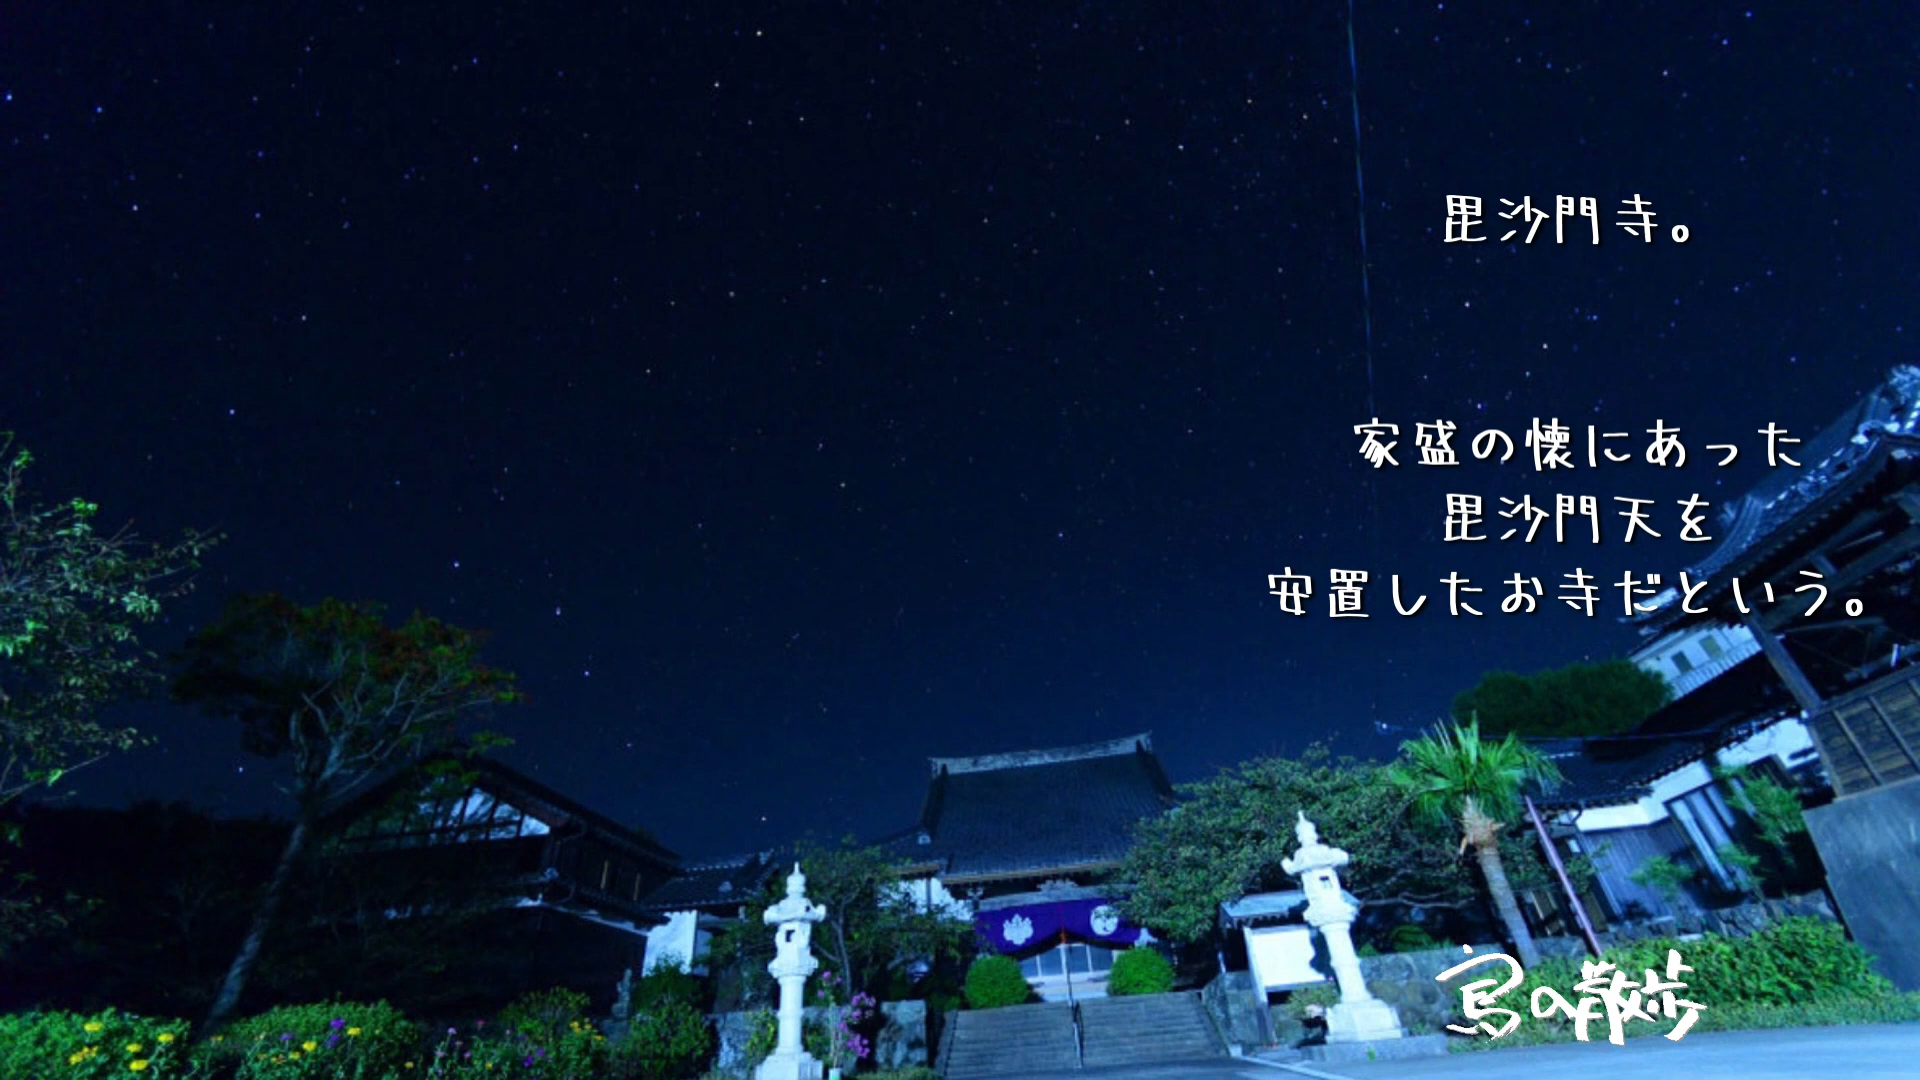 毘沙門寺。
家盛の懐にあった
毘沙門天を
安置したお寺だという。
鳥の散歩